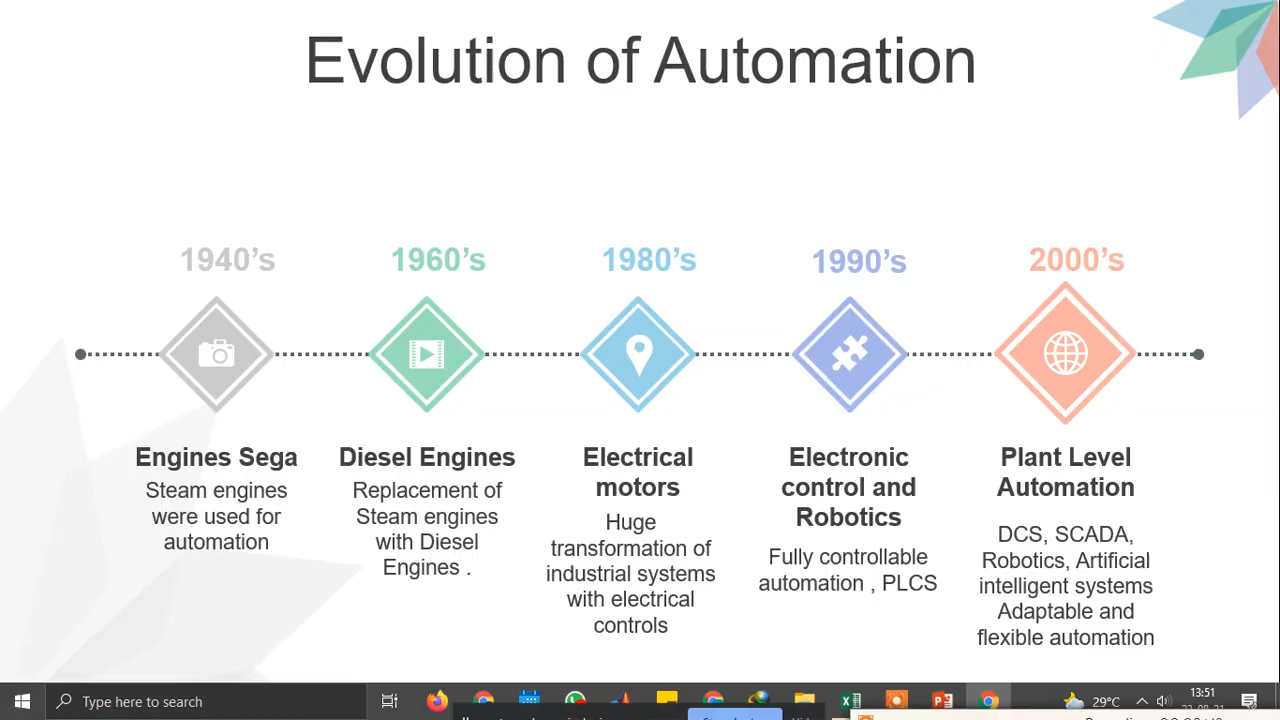 Evolution of Automation
1940's
1960's
1980's
1990's
2000's
Engines Sega
Steam engines
were used for
automation
Diesel Engines
Replacement of
Steam engines
with Diesel
Engines .
Electrical
motors
Huge
transformation of
industrial systems
with electrical
controls
Electronic
control and
Robotics
Fully controllable
automation , PLCS
Plant Level
Automation
DCS, SCADA,
Robotics, Artificial
intelligent systems
Adaptable and
flexible automation
Type here to search
29°C
13:51